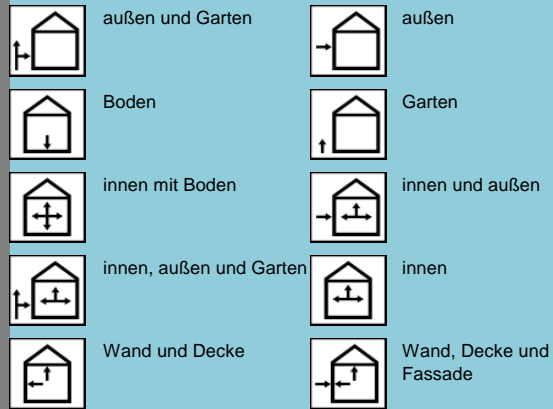 außen und Garten
außen
Boden
Garten
innen mit Boden
innen und außen
innen, außen und Garten
innen
Wand und Decke
Wand, Decke und
Fassade